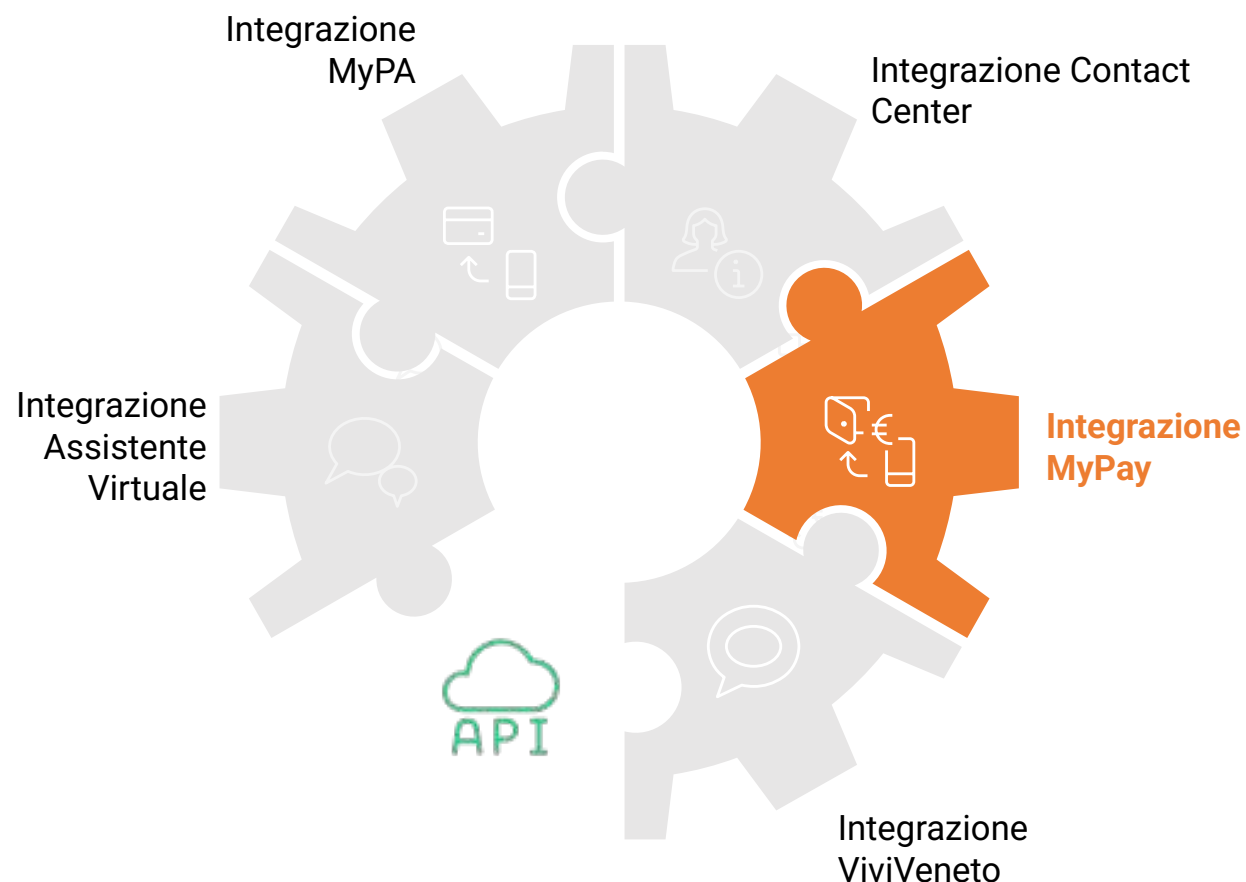 Integrazione
MyPA
Integrazione Contact
Center
Integrazione
Assistente
Virtuale
Integrazione
MyPay
i
€
API
Integrazione
ViviVeneto